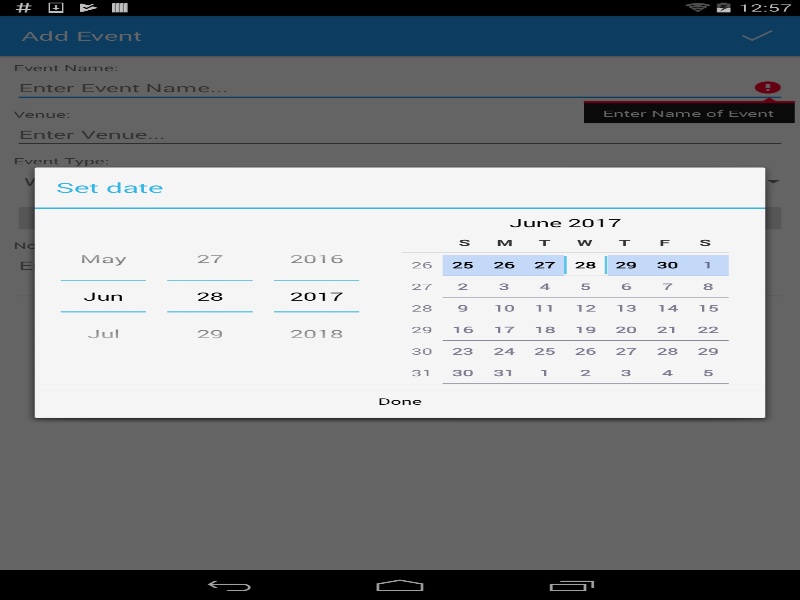 # 12:57
Add Event
Event Name:
Enter Event Name...
Enter Name of Event
Venue:
Enter Venue...
Event Type:
Set date
May 27 2016
Jun 28 2017
Jul 29 2018
June 2017
S M T W T F S
26 25 26 27 28 29 30 1
27 2 3 4 5 6 7 8
28 9 10 11 12 13 14 15
29 16 17 18 19 20 21 22
30 23 24 25 26 27 28 29
31 30 31 1 2 3 4 5
Done